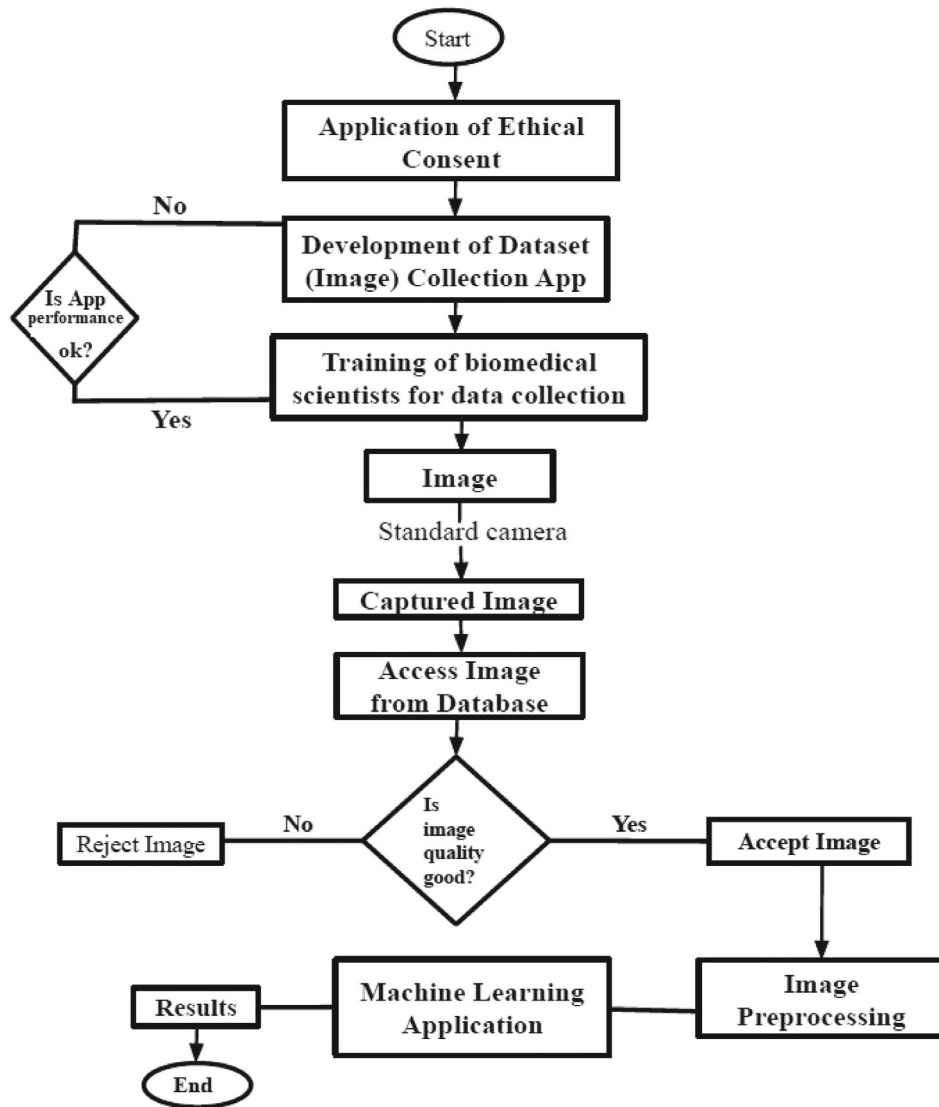 Start
Application of Ethical
Consent
No
Development of Dataset
(Image) Collection App
Is App
performance
ok?
Training of biomedical
scientists for data collection
Yes
Image
Standard camera
Captured Image
Access Image
from Database
Is
image
quality
good?
No
Yes
Reject Image
Accept Image
Machine Learning
Application
Image
Preprocessing
Results
End